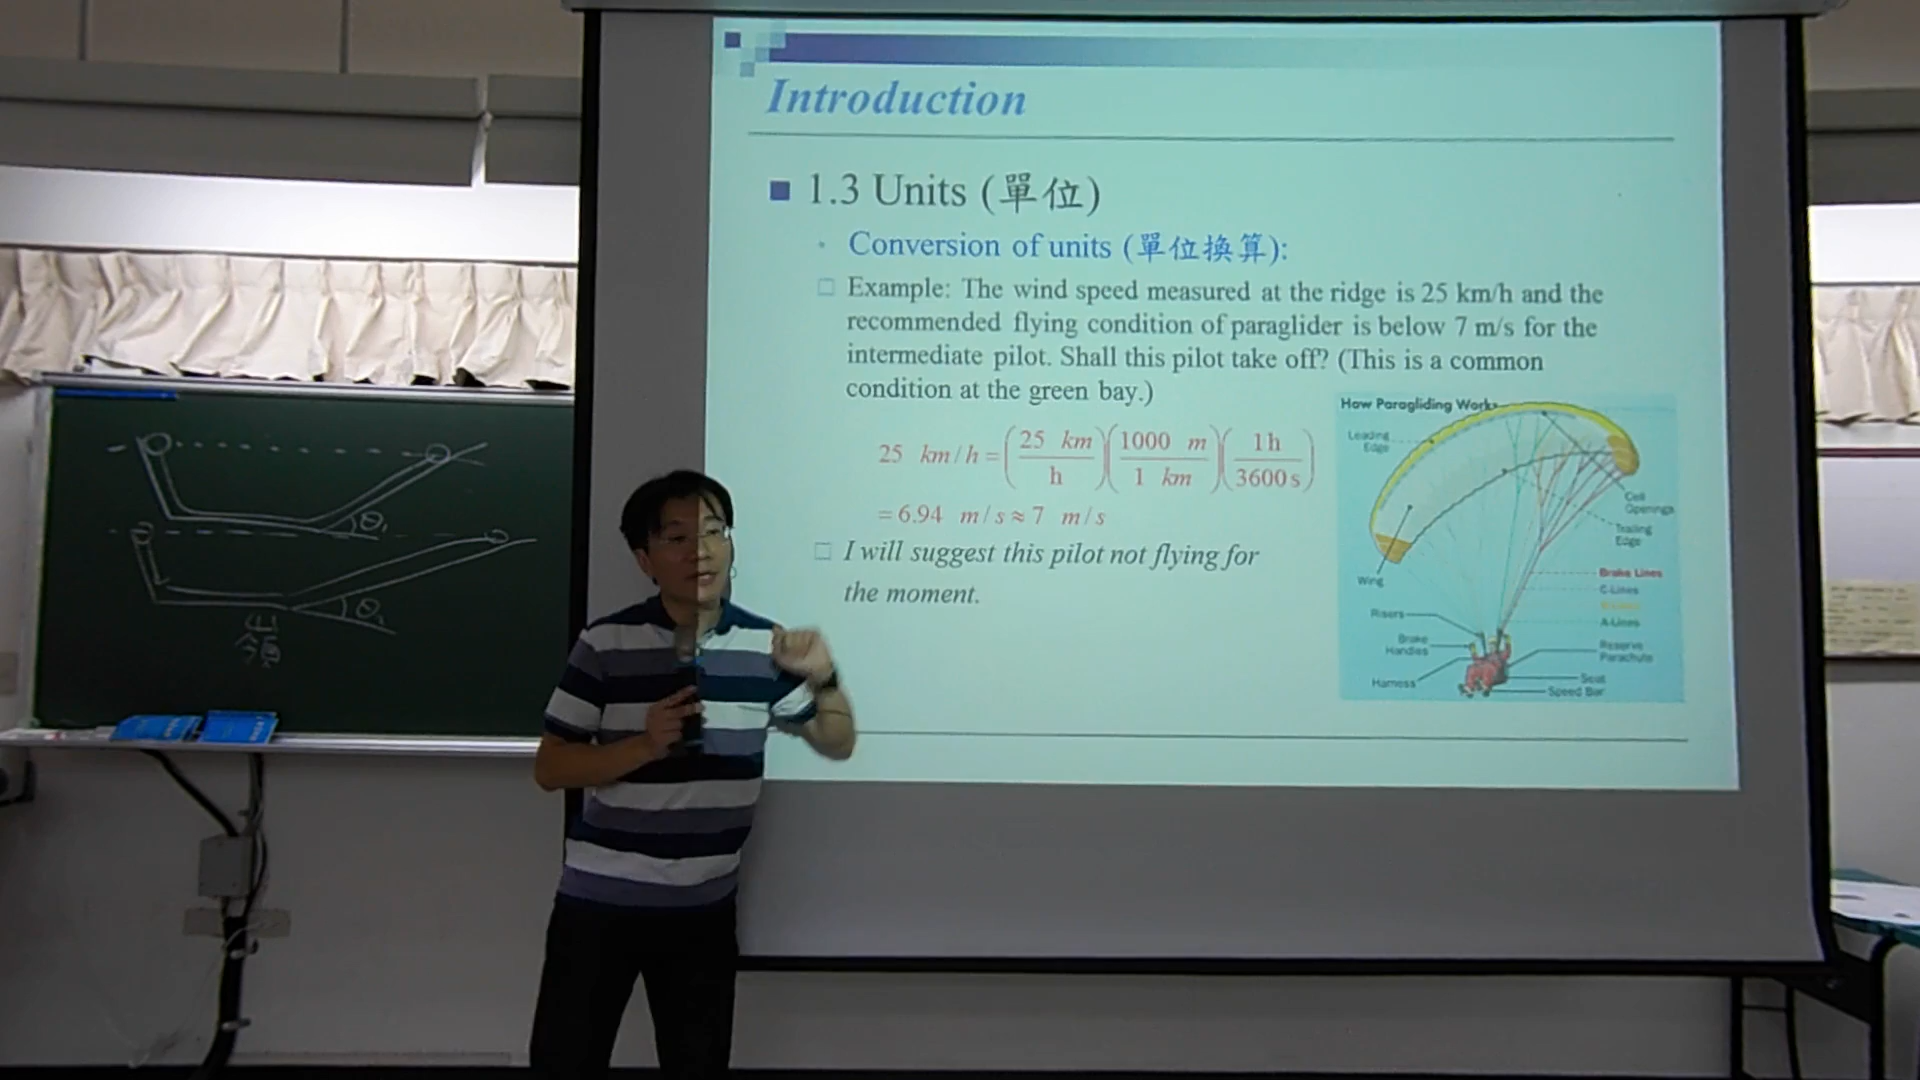 Introduction
1.3 Units (單位)
Conversion of units (單位換算):
Example: The wind speed measured at the ridge is 25 km/h and the
recommended flying condition of paraglider is below 7 m/s for the
intermediate pilot. Shall this pilot take off? (This is a common
condition at the green bay.)
25 km/h = (25 km / h)(1000 m / 1 km)(1 h / 3600 s)
= 6.94 m/s ≈ 7 m/s
I will suggest this pilot not flying for
the moment.
How Paragliding Works
Leading
Edge
Cell
Openings
Trailing
Edge
Wing
Brake Lines
C-Lines
A-Lines
Risers
Brake
Handles
Reserve
Parachute
Harness
Seat
Speed Bar
θ₁
θ₂